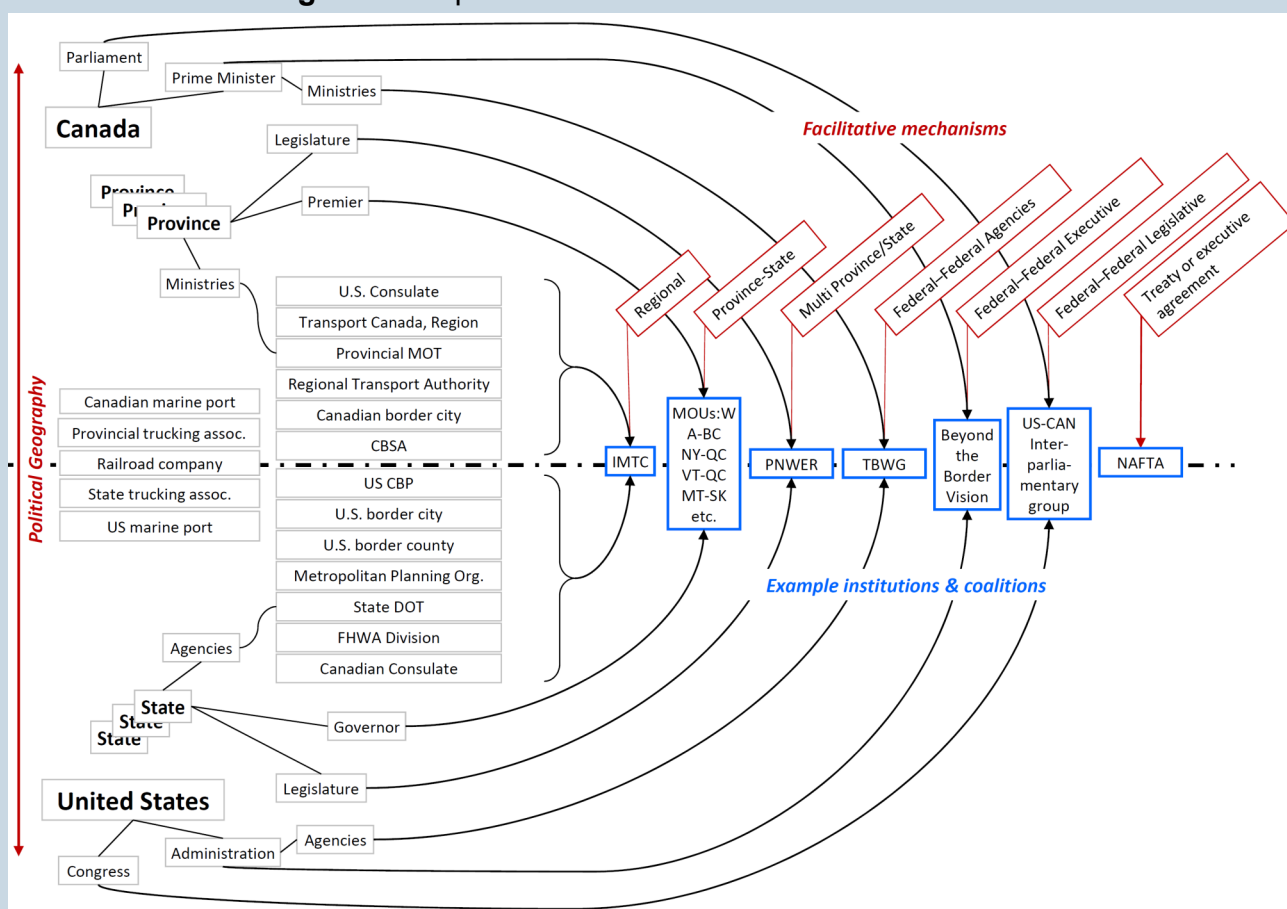 Parliament
Prime Minister
Ministries
Canada
Legislature
Facilitative mechanisms
Province
Province
Premier
Ministries
U.S. Consulate
Transport Canada, Region
Provincial MOT
Regional Transport Authority
Canadian border city
CBSA
Regional
Province-State
Multi Province/State
Federal–Federal Agencies
Federal–Federal Executive
Federal–Federal Legislative
Treaty or executive
agreement
Political Geography
Canadian marine port
Provincial trucking assoc.
Railroad company
State trucking assoc.
US marine port
IMTC
MOUs:W
A-BC
NY-QC
VT-QC
MT-SK
etc.
PNWER
TBWG
Beyond
the
Border
Vision
US-CAN
Inter-
parlia-
mentary
group
NAFTA
US CBP
U.S. border city
U.S. border county
Metropolitan Planning Org.
State DOT
FHWA Division
Canadian Consulate
Example institutions & coalitions
Agencies
State
State
State
Governor
Legislature
United States
Agencies
Administration
Congress